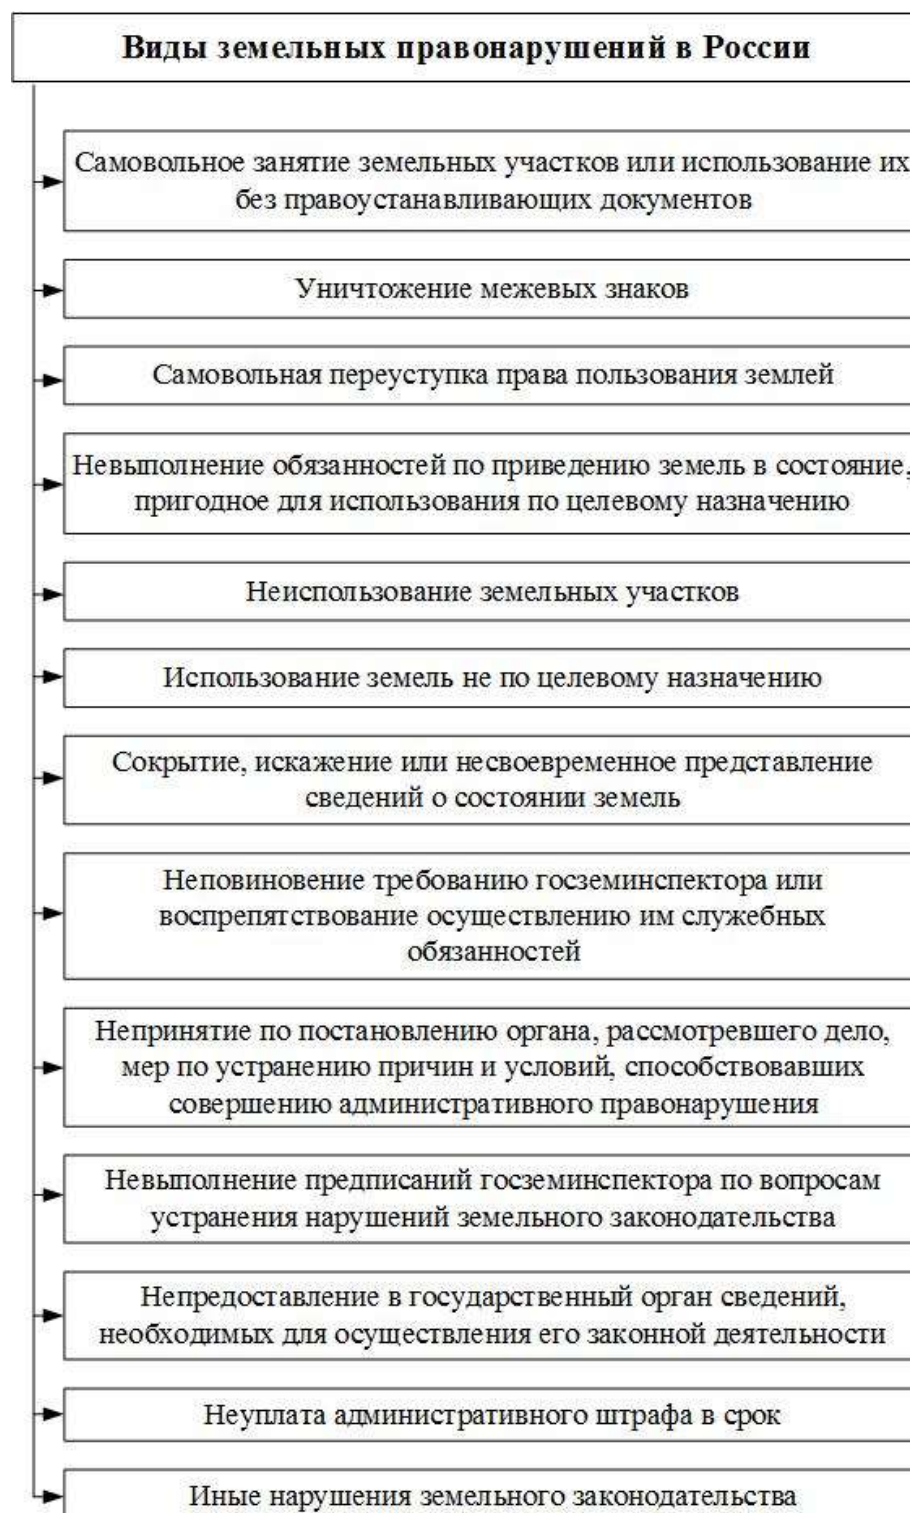 Виды земельных правонарушений в России
Самовольное занятие земельных участков или использование их
без правоустанавливающих документов
Уничтожение межевых знаков
Самовольная переуступка права пользования землей
Невыполнение обязанностей по приведению земель в состояние,
пригодное для использования по целевому назначению
Неиспользование земельных участков
Использование земель не по целевому назначению
Сокрытие, искажение или несвоевременное представление
сведений о состоянии земель
Неповиновение требованию госземинспектора или
воспрепятствование осуществлению им служебных
обязанностей
Непринятие по постановлению органа, рассмотревшего дело,
мер по устранению причин и условий, способствовавших
совершению административного правонарушения
Невыполнение предписаний госземинспектора по вопросам
устранения нарушений земельного законодательства
Непредоставление в государственный орган сведений,
необходимых для осуществления его законной деятельности
Неуплата административного штрафа в срок
Иные нарушения земельного законодательства